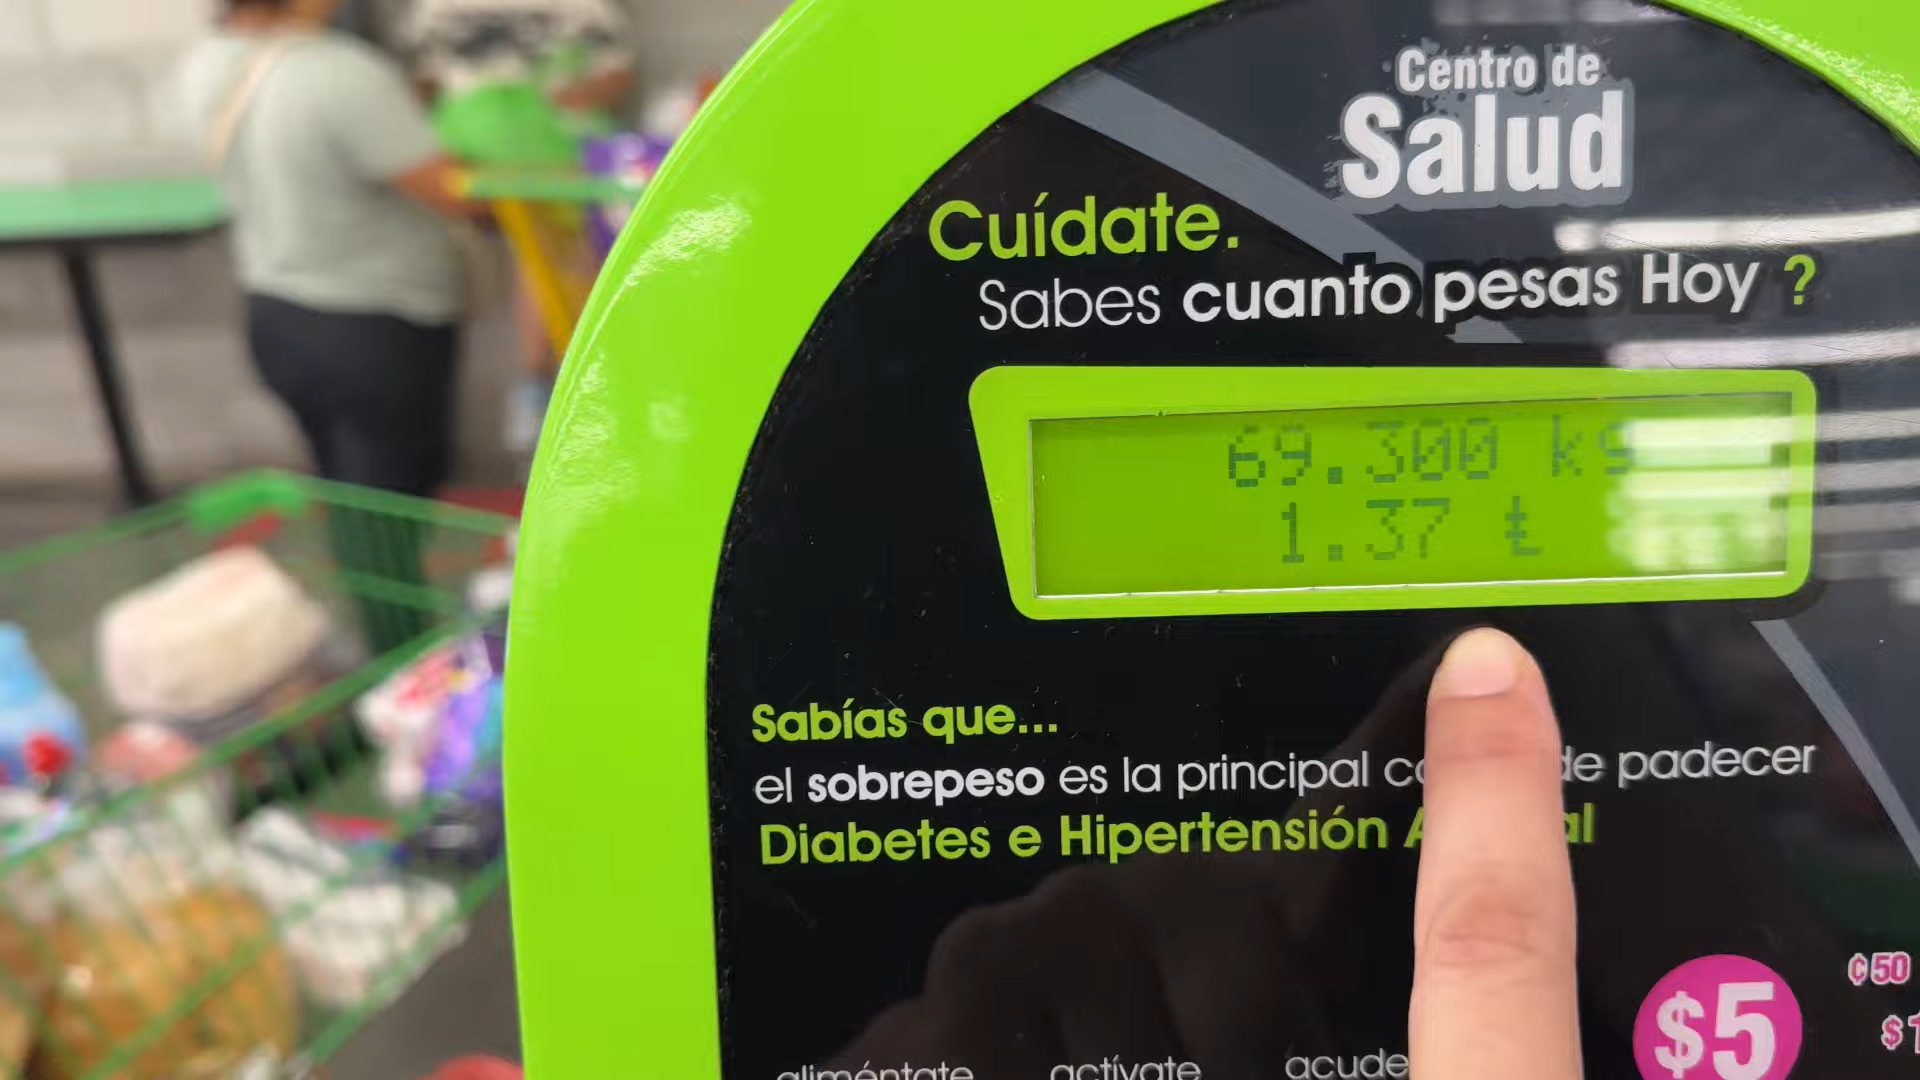 Centro de
Salud
Cuídate.
Sabes cuanto pesas Hoy ?
69.300 kg
1.37 t
Sabías que...
el sobrepeso es la principal de padecer
Diabetes e Hipertensión
$5
¢50
aliméntate actívate acude